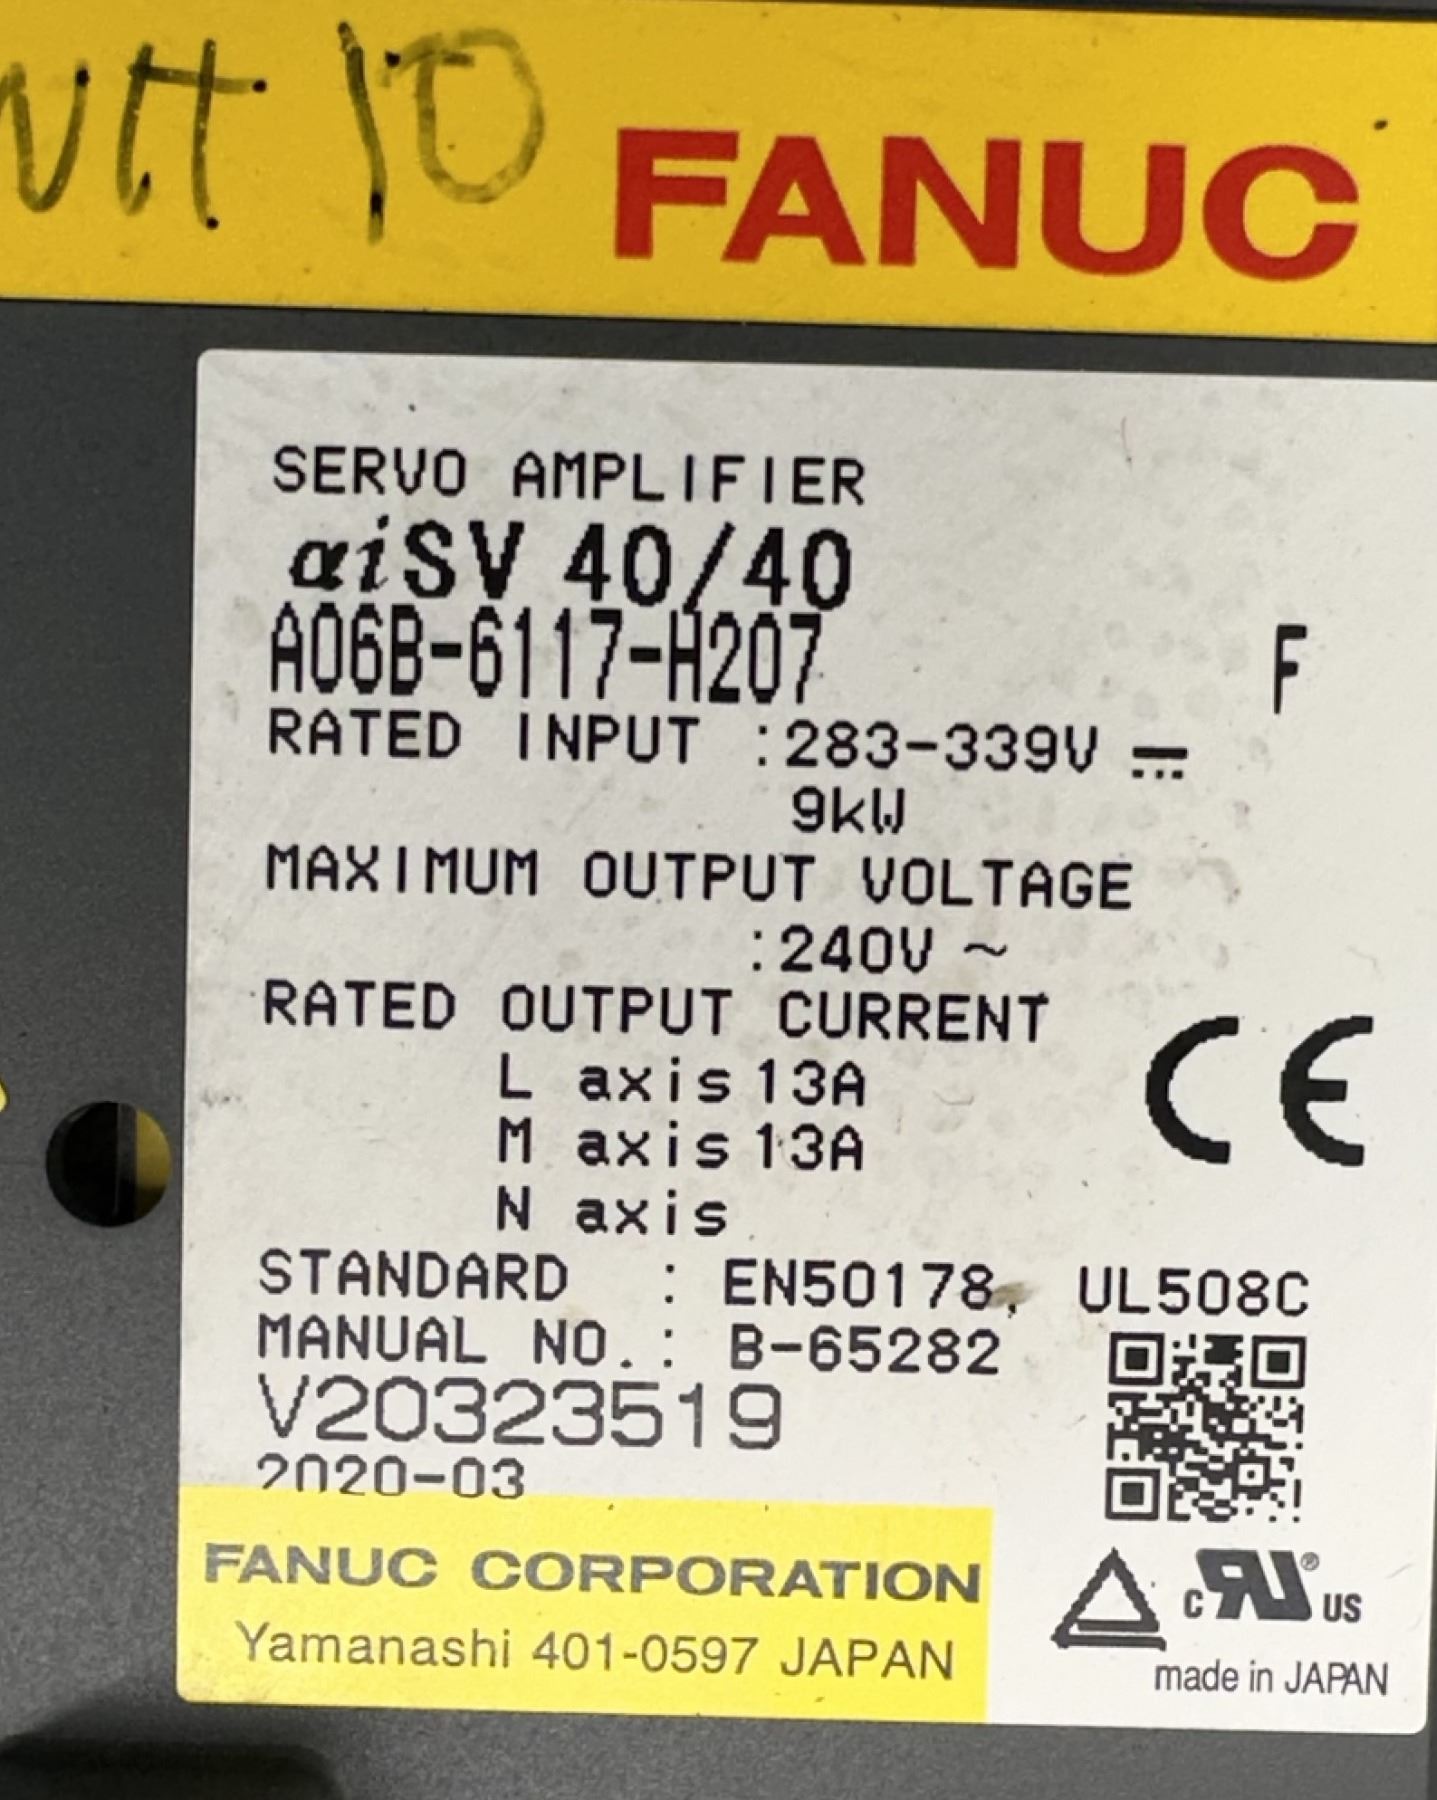 10
FANUC
SERVO AMPLIFIER
αiSV 40/40
A06B-6117-H207 F
RATED INPUT :283-339V ⎓
9kW
MAXIMUM OUTPUT VOLTAGE
:240V ~
RATED OUTPUT CURRENT
L axis 13A
M axis 13A
N axis
CE
STANDARD : EN50178, UL508C
MANUAL NO.: B-65282
V20323519
2020-03
FANUC CORPORATION
Yamanashi 401-0597 JAPAN
c RU ® US
made in JAPAN